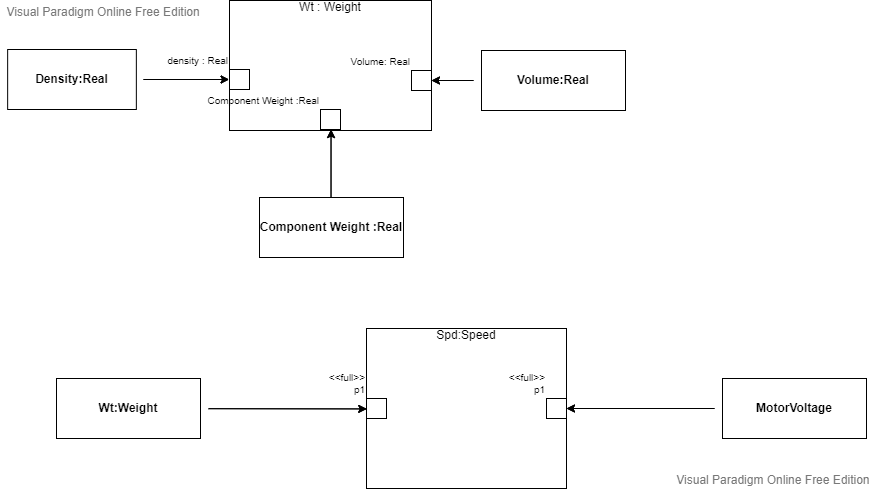 Visual Paradigm Online Free Edition
Wt : Weight
density : Real
Volume: Real
Density:Real
Volume:Real
Component Weight :Real
Component Weight :Real
Spd:Speed
<<full>>
p1
<<full>>
p1
Wt:Weight
MotorVoltage
Visual Paradigm Online Free Edition